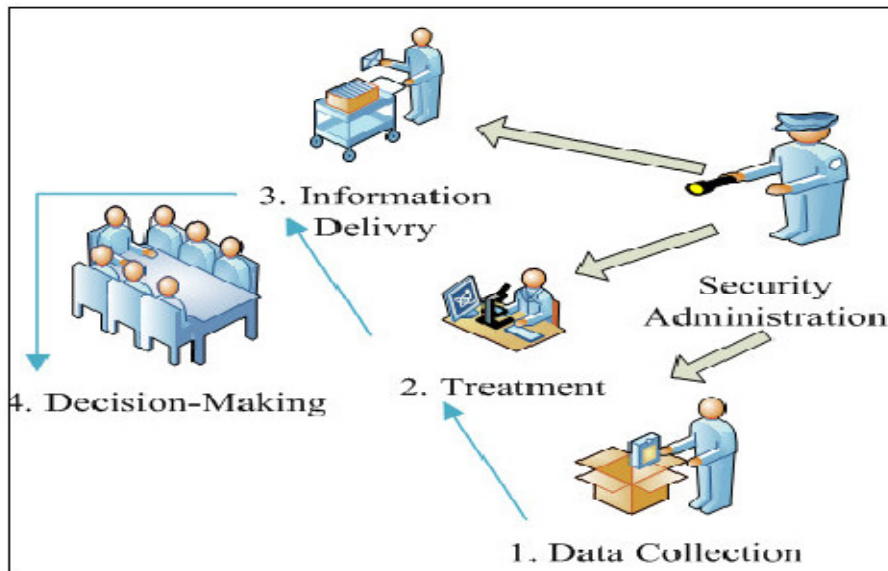 3. Information
Delivry
Security
Administration
2. Treatment
4. Decision-Making
1. Data Collection